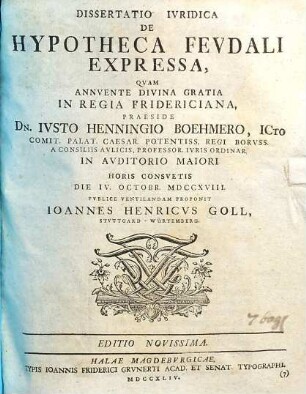 DISSERTATIO IVRIDICA
DE
HYPOTHECA FEVDALI
EXPRESSA,
QVAM
ANNVENTE DIVINA GRATIA
IN REGIA FRIDERICIANA,
PRAESIDE
DN. IVSTO HENNINGIO BOEHMERO, ICTO
COMIT. PALAT. CAESAR. POTENTISS. REGI BORVSS.
A CONSILIIS AVLICIS, PROFESSOR. IVRIS ORDINAR.
IN AVDITORIO MAIORI
HORIS CONSVETIS
DIE IV. OCTOBR. MDCCXVIII.
PVBLICE VENTILANDAM PROPONIT
IOANNES HENRICVS GOLL,
STVTTGARD-WÜRTEMBERG.
EDITIO NOVISSIMA.
HALAE MAGDEBVRGICAE,
TYPIS IOANNIS FRIDERICI GRVNERTI ACAD. ET SENAT. TYPOGRAPHI.
MDCCXLIV.
(7)